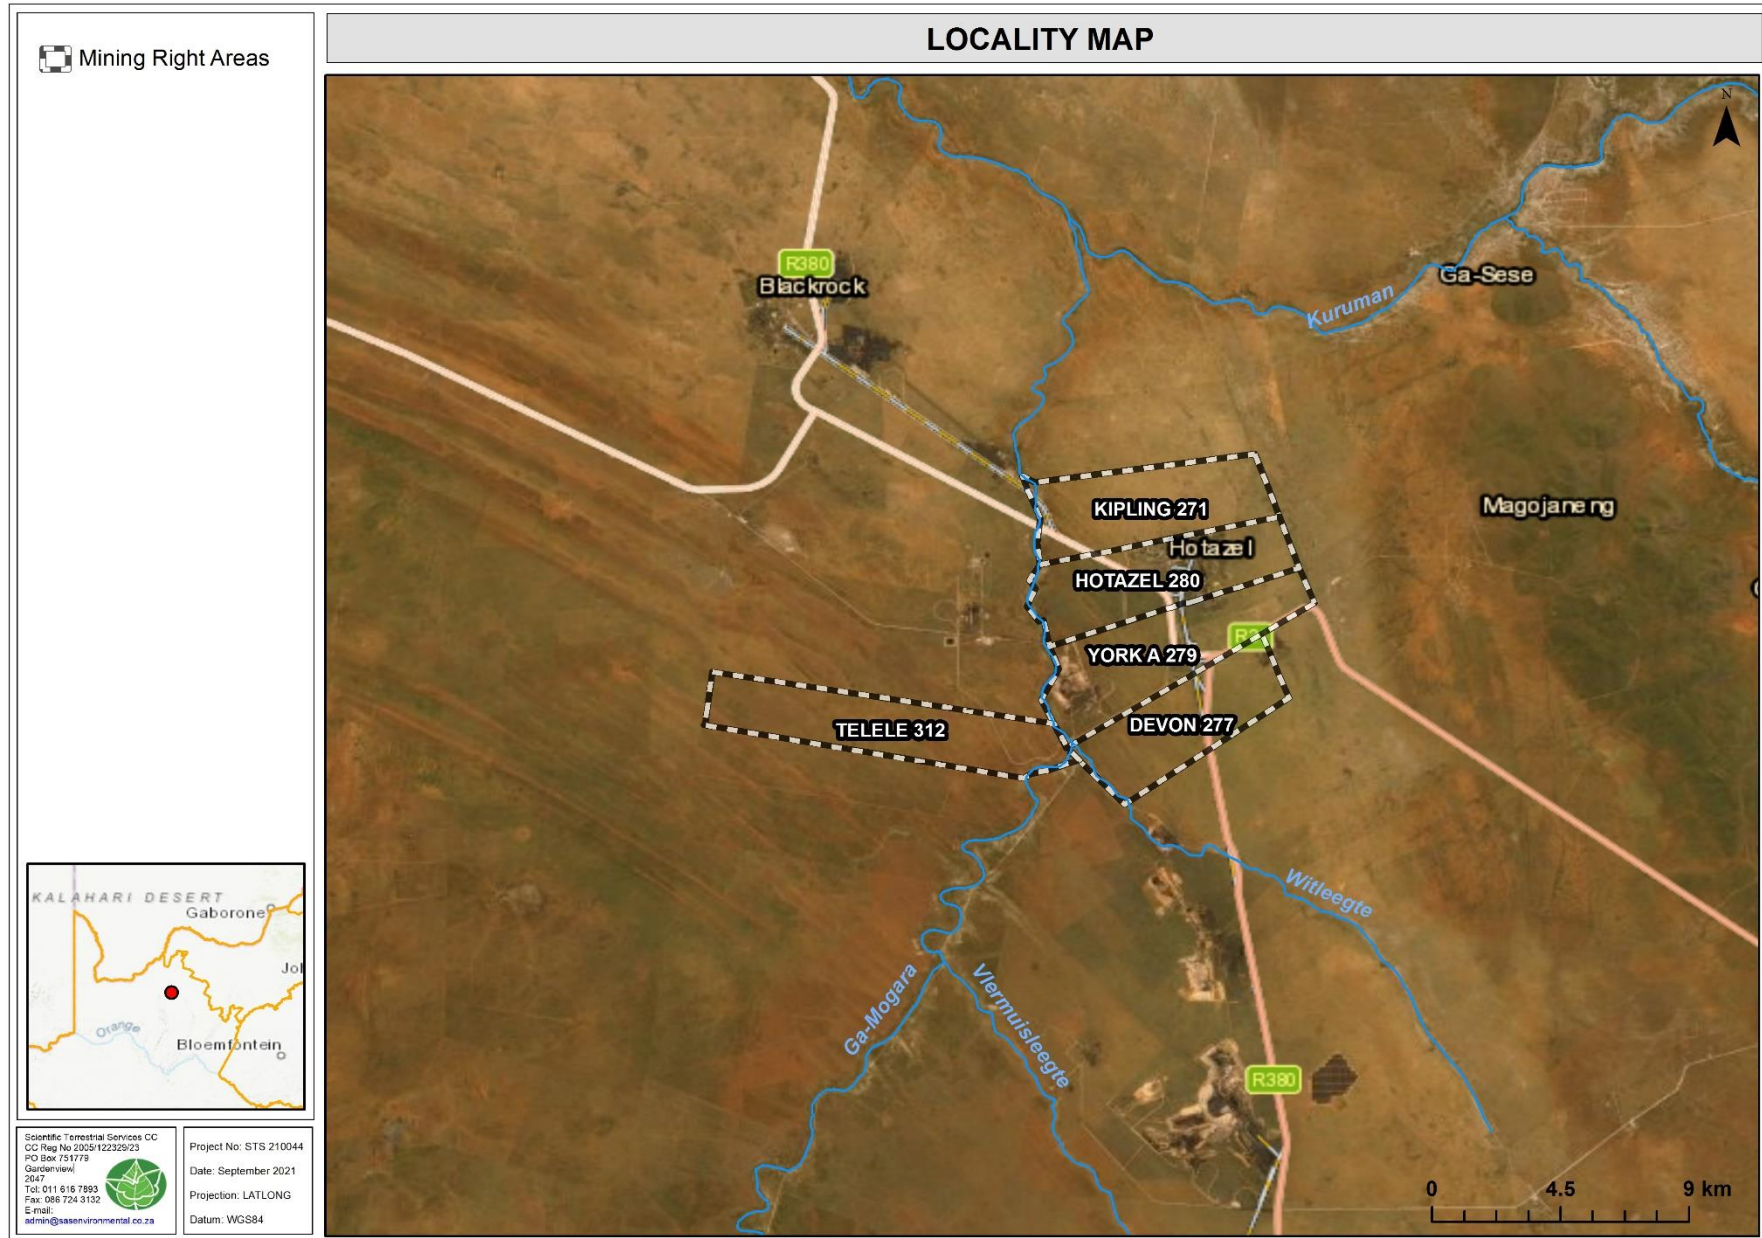 Mining Right Areas
LOCALITY MAP
N
R380
Blackrock
Ga-Sese
Kuruman
Magojaneng
KIPLING 271
Hotazel
HOTAZEL 280
YORK A 279
TELELE 312
DEVON 277
Witleegte
Ga-Mogara
Vlermuisleegte
R380
0 4.5 9 km
KALAHARI DESERT
Gaborone
Joh
Orange
Bloemfontein
Scientific Terrestrial Services CC
CC Reg No 2005/122329/23
PO Box 751779
Gardenview
2047
Tel: 011 616 7893
Fax: 086 724 3132
E-mail:
admin@sasenvironmental.co.za
Project No: STS 210044
Date: September 2021
Projection: LATLONG
Datum: WGS84